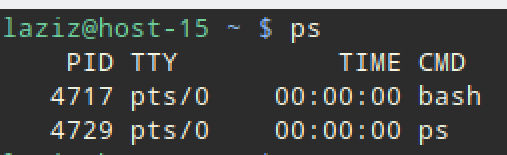 laziz@host-15 ~ $ ps
PID TTY TIME CMD
4717 pts/0 00:00:00 bash
4729 pts/0 00:00:00 ps